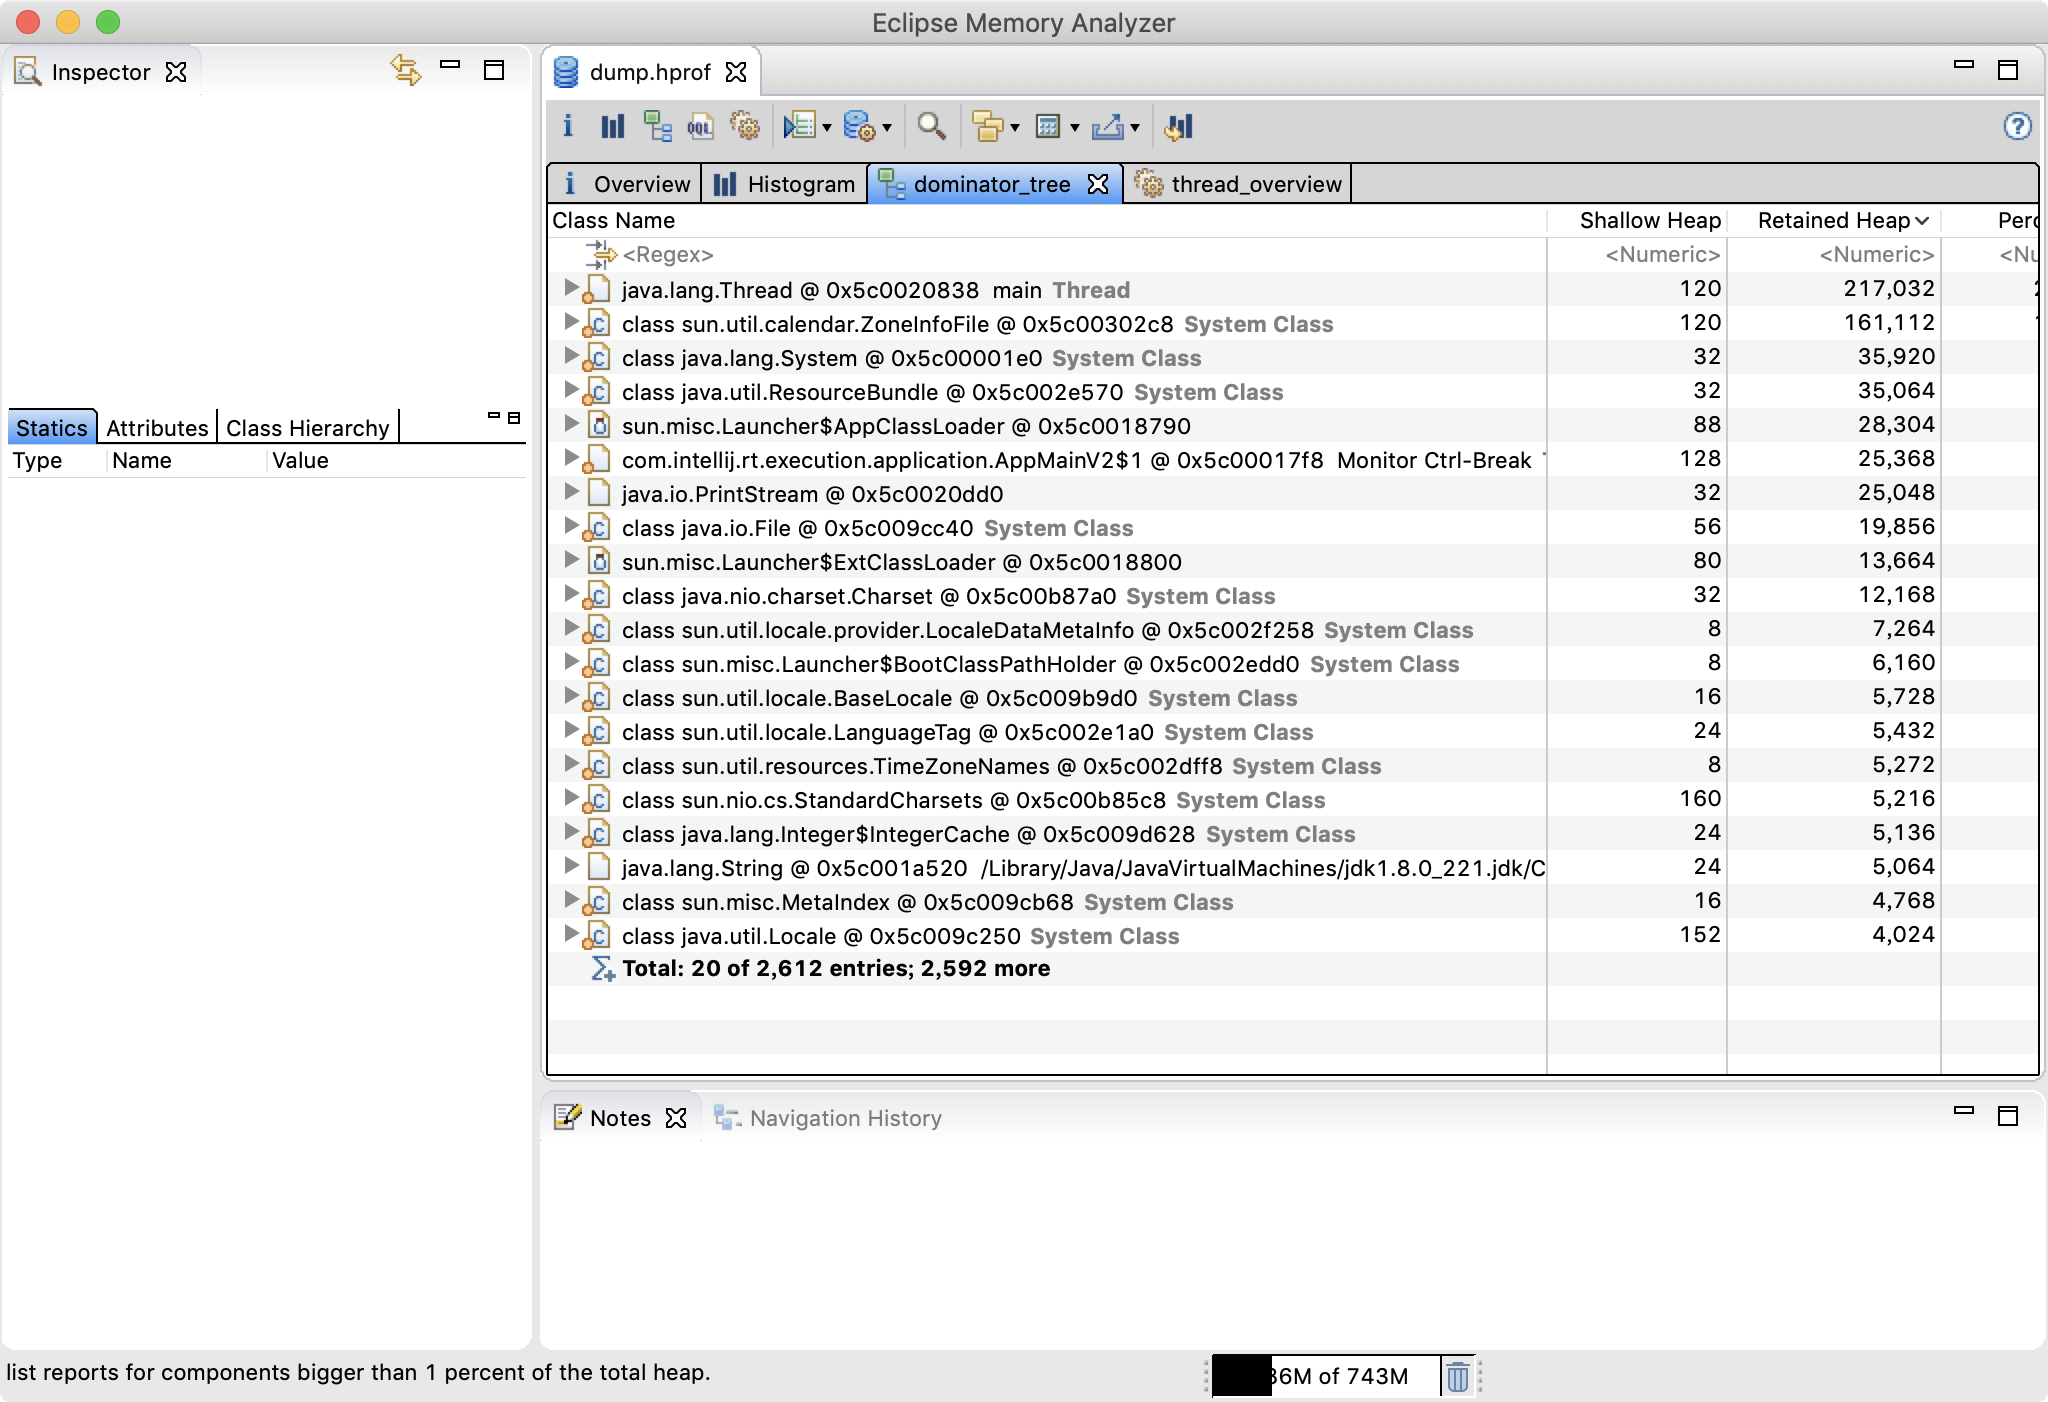 Eclipse Memory Analyzer
Inspector
dump.hprof
OQL
Overview Histogram dominator_tree thread_overview
Class Name Shallow Heap Retained Heap
<Regex> <Numeric> <Numeric>
java.lang.Thread @ 0x5c0020838 main Thread 120 217,032
class sun.util.calendar.ZoneInfoFile @ 0x5c00302c8 System Class 120 161,112
class java.lang.System @ 0x5c00001e0 System Class 32 35,920
class java.util.ResourceBundle @ 0x5c002e570 System Class 32 35,064
sun.misc.Launcher$AppClassLoader @ 0x5c0018790 88 28,304
com.intellij.rt.execution.application.AppMainV2$1 @ 0x5c00017f8 Monitor Ctrl-Break 128 25,368
java.io.PrintStream @ 0x5c0020dd0 32 25,048
class java.io.File @ 0x5c009cc40 System Class 56 19,856
sun.misc.Launcher$ExtClassLoader @ 0x5c0018800 80 13,664
class java.nio.charset.Charset @ 0x5c00b87a0 System Class 32 12,168
class sun.util.locale.provider.LocaleDataMetaInfo @ 0x5c002f258 System Class 8 7,264
class sun.misc.Launcher$BootClassPathHolder @ 0x5c002edd0 System Class 8 6,160
class sun.util.locale.BaseLocale @ 0x5c009b9d0 System Class 16 5,728
class sun.util.locale.LanguageTag @ 0x5c002e1a0 System Class 24 5,432
class sun.util.resources.TimeZoneNames @ 0x5c002dff8 System Class 8 5,272
class sun.nio.cs.StandardCharsets @ 0x5c00b85c8 System Class 160 5,216
class java.lang.Integer$IntegerCache @ 0x5c009d628 System Class 24 5,136
java.lang.String @ 0x5c001a520 /Library/Java/JavaVirtualMachines/jdk1.8.0_221.jdk/C 24 5,064
class sun.misc.MetaIndex @ 0x5c009cb68 System Class 16 4,768
class java.util.Locale @ 0x5c009c250 System Class 152 4,024
Total: 20 of 2,612 entries; 2,592 more
Statics Attributes Class Hierarchy
Type Name Value
Notes Navigation History
list reports for components bigger than 1 percent of the total heap.
of 743M